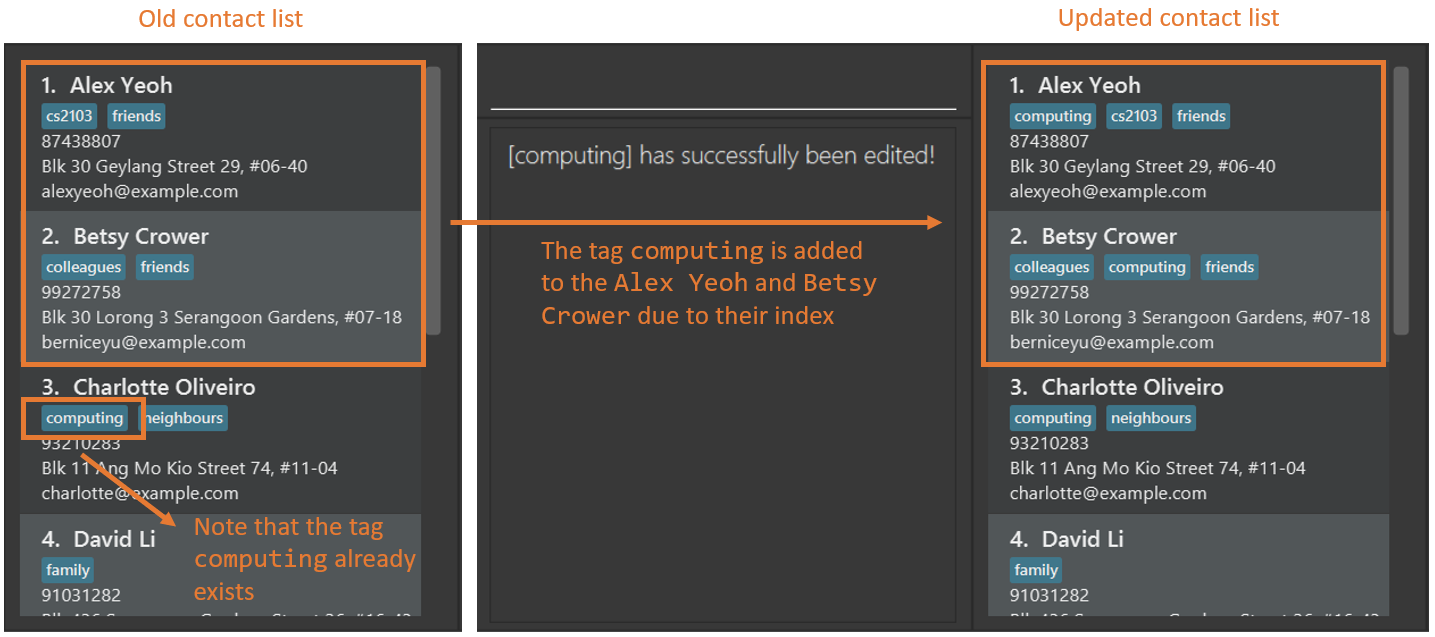 Old contact list
1. Alex Yeoh
cs2103 friends
87438807
Blk 30 Geylang Street 29, #06-40
alexyeoh@example.com
2. Betsy Crower
colleagues friends
99272758
Blk 30 Lorong 3 Serangoon Gardens, #07-18
berniceyu@example.com
3. Charlotte Oliveiro
computing neighbours
93210283
Blk 11 Ang Mo Kio Street 74, #11-04
charlotte@example.com
4. David Li
family
91031282
Note that the tag
computing already
exists
[computing] has successfully been edited!
The tag computing is added
to the Alex Yeoh and Betsy
Crower due to their index
Updated contact list
1. Alex Yeoh
computing cs2103 friends
87438807
Blk 30 Geylang Street 29, #06-40
alexyeoh@example.com
2. Betsy Crower
colleagues computing friends
99272758
Blk 30 Lorong 3 Serangoon Gardens, #07-18
berniceyu@example.com
3. Charlotte Oliveiro
computing neighbours
93210283
Blk 11 Ang Mo Kio Street 74, #11-04
charlotte@example.com
4. David Li
family
91031282